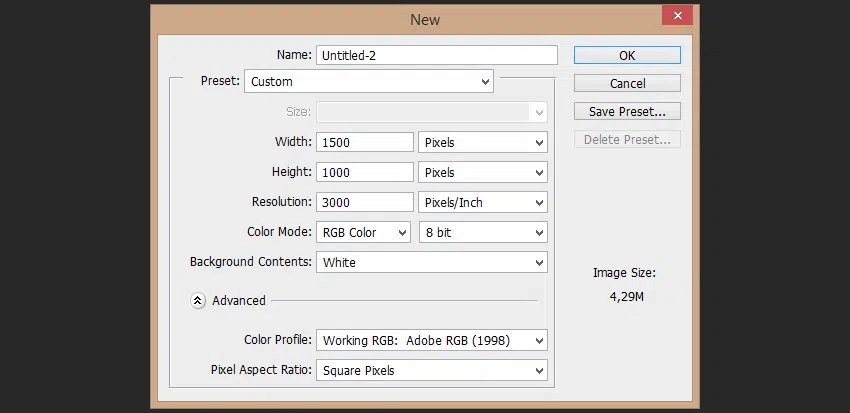 New
Name: Untitled-2
OK
Preset: Custom
Cancel
Size:
Save Preset...
Width: 1500 Pixels
Delete Preset...
Height: 1000 Pixels
Resolution: 3000 Pixels/Inch
Color Mode: RGB Color 8 bit
Background Contents: White
Image Size:
4,29M
Advanced
Color Profile: Working RGB: Adobe RGB (1998)
Pixel Aspect Ratio: Square Pixels